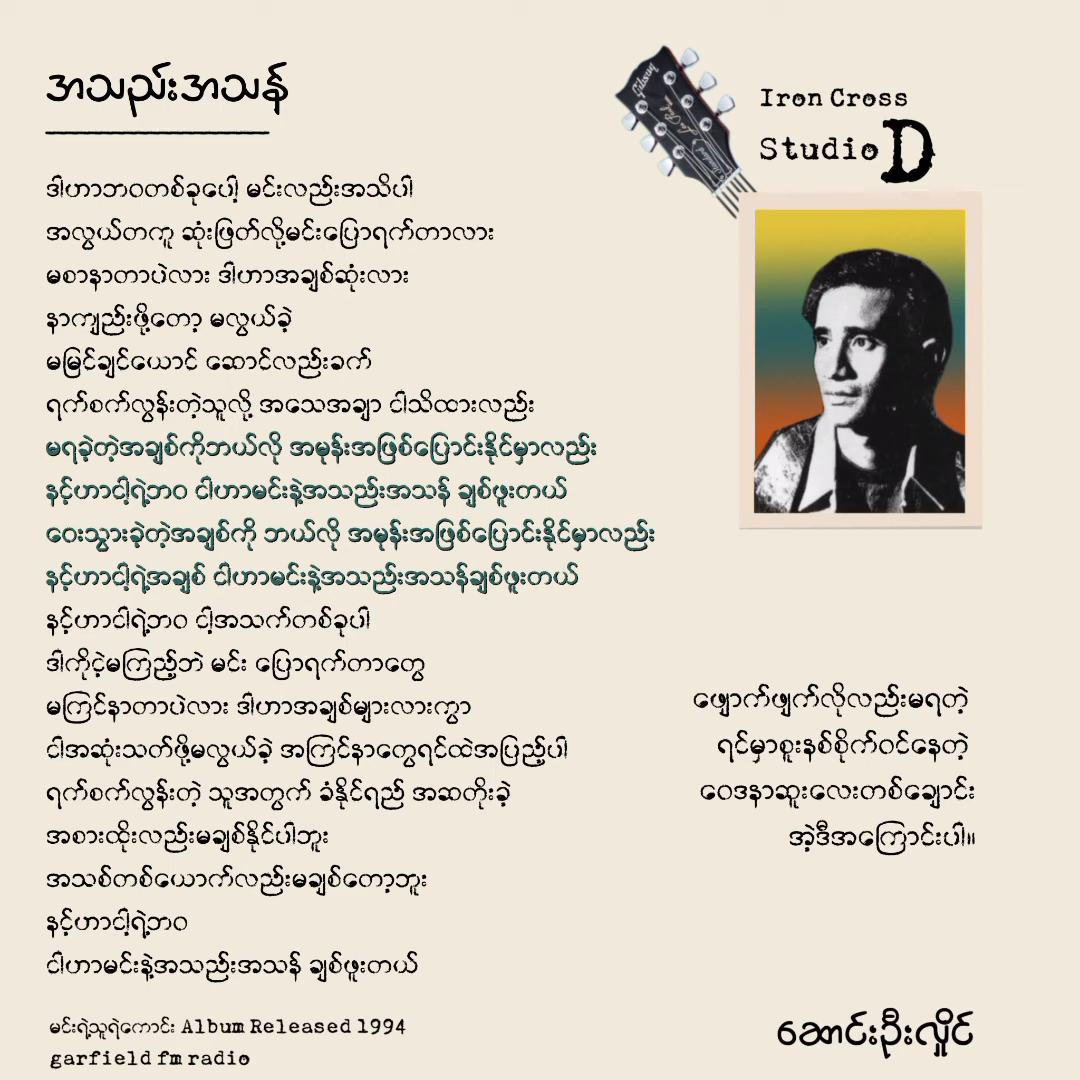 အသည်းအသန်
Gibson
Iron Cross
Studio D
ဒါဟာဘဝတစ်ခုပေါ့ မင်းလည်းအသိပါ
အလွယ်တကူ ဆုံးဖြတ်လို့မင်းပြောရက်တာလား
မစာနာတာပဲလား ဒါဟာအချစ်ဆုံးလား
နာကျည်းဖို့တော့ မလွယ်ခဲ့
မမြင်ချင်ယောင် ဆောင်လည်းခက်
ရက်စက်လွန်းတဲ့သူလို့ အသေအချာ ငါသိထားလည်း
မရခဲ့တဲ့အချစ်ကိုဘယ်လို အမုန်းအဖြစ်ပြောင်းနိုင်မှာလည်း
နင့်ဟာငါ့ရဲ့ဘဝ ငါဟာမင်းနဲ့အသည်းအသန် ချစ်ဖူးတယ်
ဝေးသွားခဲ့တဲ့အချစ်ကို ဘယ်လို အမုန်းအဖြစ်ပြောင်းနိုင်မှာလည်း
နင့်ဟာငါ့ရဲ့အချစ် ငါဟာမင်းနဲ့အသည်းအသန်ချစ်ဖူးတယ်
နင့်ဟာငါရဲ့ဘဝ ငါ့အသက်တစ်ခုပါ
ဒါကိုငဲ့မကြည့်ဘဲ မင်း ပြောရက်တာတွေ
မကြင်နာတာပဲလား ဒါဟာအချစ်များလားကွာ
ငါအဆုံးသတ်ဖို့မလွယ်ခဲ့ အကြင်နာတွေရင်ထဲအပြည့်ပါ
ရက်စက်လွန်းတဲ့ သူအတွက် ခံနိုင်ရည် အဆတိုးခဲ့
အစားထိုးလည်းမချစ်နိုင်ပါဘူး
အသစ်တစ်ယောက်လည်းမချစ်တော့ဘူး
နင့်ဟာငါ့ရဲ့ဘဝ
ငါဟာမင်းနဲ့အသည်းအသန် ချစ်ဖူးတယ်
ဖျောက်ဖျက်လိုလည်းမရတဲ့
ရင်မှာစူးနစ်စိုက်ဝင်နေတဲ့
ဝေဒနာဆူးလေးတစ်ချောင်း
အဲ့ဒီအကြောင်းပါ။
မင်းရဲ့သူရဲကောင်း Album Released 1994
garfield fm radio
ဆောင်းဦးလှိုင်